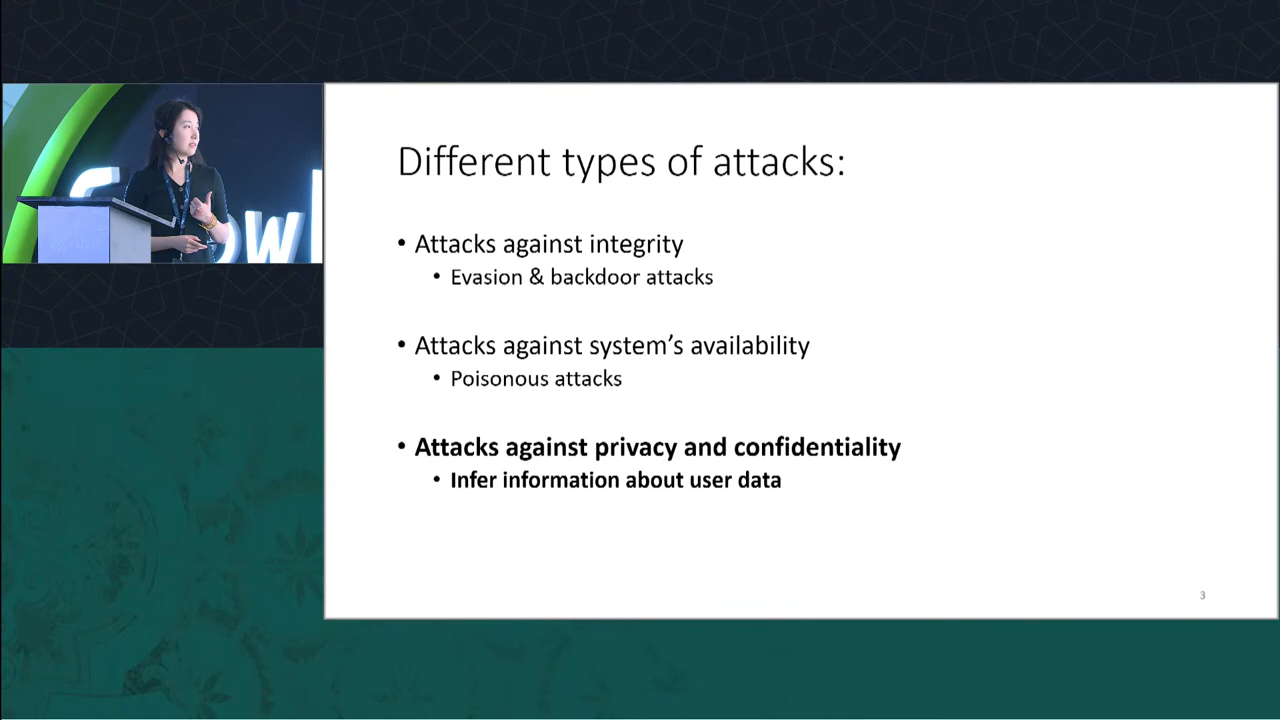 Different types of attacks:
• Attacks against integrity
• Evasion & backdoor attacks
• Attacks against system’s availability
• Poisonous attacks
• Attacks against privacy and confidentiality
• Infer information about user data
3